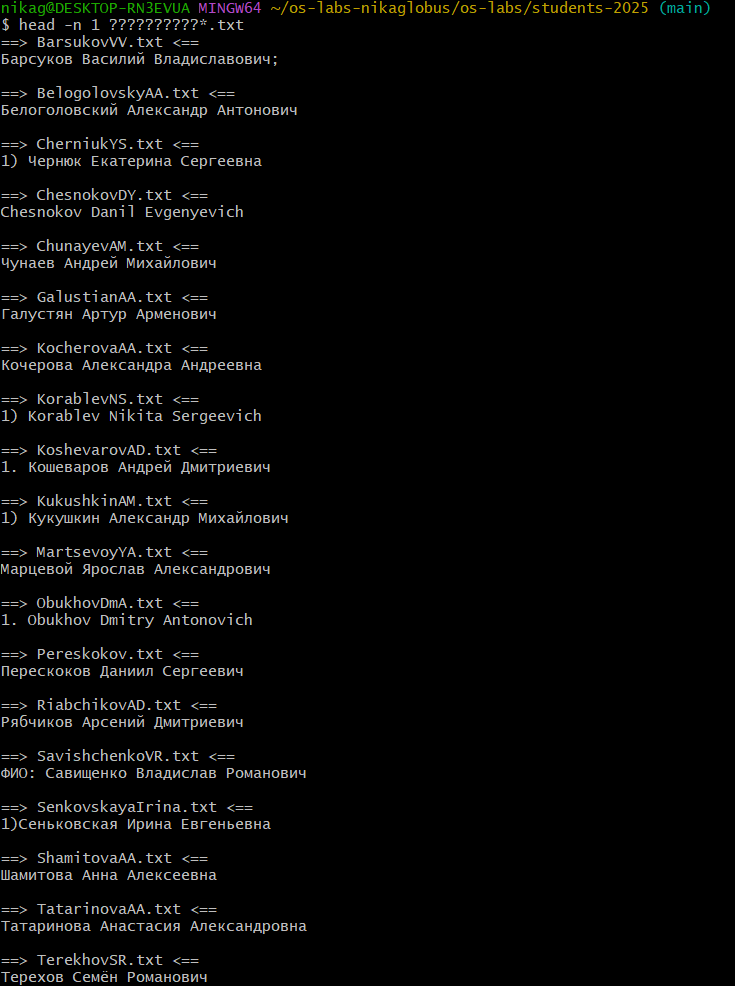 nikag@DESKTOP-RN3EVUA MINGW64 ~/os-labs-nikaglobus/os-labs/students-2025 (main)
$ head -n 1 ??????????*.txt
==> BarsukovVV.txt <==
Барсуков Василий Владиславович;
==> BelogolovskyAA.txt <==
Белоголовский Александр Антонович
==> CherniukYS.txt <==
1) Чернюк Екатерина Сергеевна
==> ChesnokovDY.txt <==
Chesnokov Danil Evgenyevich
==> ChunayevAM.txt <==
Чунаев Андрей Михайлович
==> GalustianAA.txt <==
Галустян Артур Арменович
==> KocherovaAA.txt <==
Кочерова Александра Андреевна
==> KorablevNS.txt <==
1) Korablev Nikita Sergeevich
==> KoshevarovAD.txt <==
1. Кошеваров Андрей Дмитриевич
==> KukushkinAM.txt <==
1) Кукушкин Александр Михайлович
==> MartsevoyYA.txt <==
Марцевой Ярослав Александрович
==> ObukhovDmA.txt <==
1. Obukhov Dmitry Antonovich
==> Pereskokov.txt <==
Перескоков Даниил Сергеевич
==> RiabchikovAD.txt <==
Рябчиков Арсений Дмитриевич
==> SavishchenkoVR.txt <==
ФИО: Савищенко Владислав Романович
==> SenkovskayaIrina.txt <==
1)Сеньковская Ирина Евгеньевна
==> ShamitovaAA.txt <==
Шамитова Анна Алексеевна
==> TatarinovaAA.txt <==
Татаринова Анастасия Александровна
==> TerekhovSR.txt <==
Терехов Семён Романович